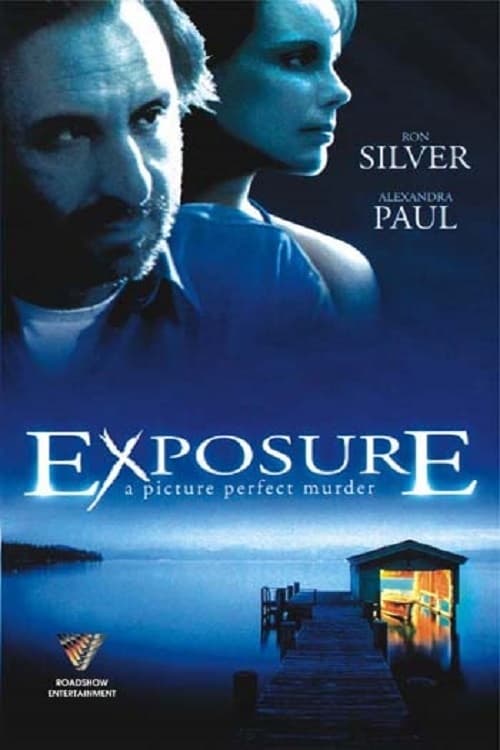 RON
SILVER
ALEXANDRA
PAUL
EXPOSURE
a picture perfect murder
ROADSHOW
ENTERTAINMENT